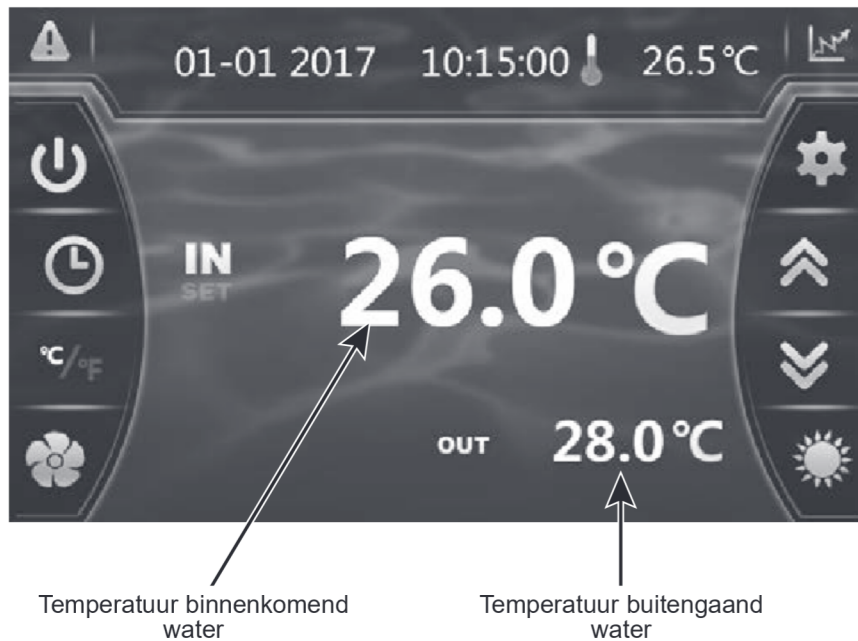 01-01 2017 10:15:00 26.5℃
IN 26.0℃
SET
℃/℉
OUT 28.0℃
Temperatuur binnenkomend
water
Temperatuur buitengaand
water